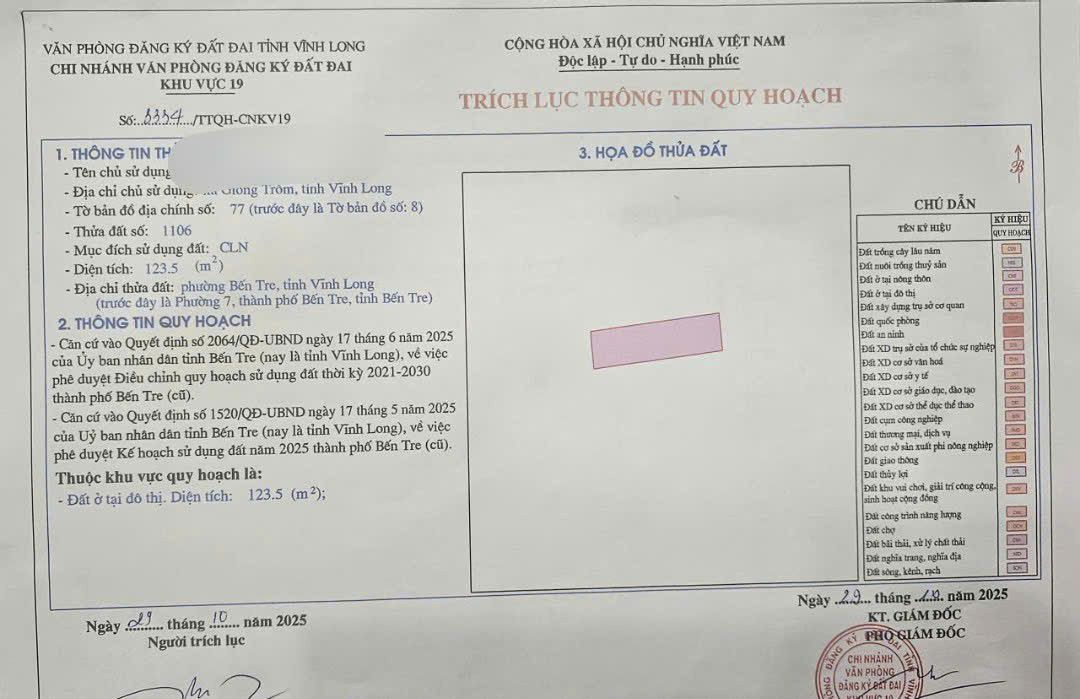 VĂN PHÒNG ĐĂNG KÝ ĐẤT ĐAI TỈNH VĨNH LONG
CHI NHÁNH VĂN PHÒNG ĐĂNG KÝ ĐẤT ĐAI
KHU VỰC 19
Số:..3334.../TTQH-CNKV19
CỘNG HÒA XÃ HỘI CHỦ NGHĨA VIỆT NAM
Độc lập - Tự do - Hạnh phúc
TRÍCH LỤC THÔNG TIN QUY HOẠCH
1. THÔNG TIN TH
- Tên chủ sử dụng
- Địa chỉ chủ sử dụng: Giồng Trôm, tỉnh Vĩnh Long
- Tờ bản đồ địa chính số: 77 (trước đây là Tờ bản đồ số: 8)
- Thửa đất số: 1106
- Mục đích sử dụng đất: CLN
- Diện tích: 123.5 (m²)
- Địa chỉ thửa đất: phường Bến Tre, tỉnh Vĩnh Long
(trước đây là Phường 7, thành phố Bến Tre, tỉnh Bến Tre)
2. THÔNG TIN QUY HOẠCH
- Căn cứ vào Quyết định số 2064/QĐ-UBND ngày 17 tháng 6 năm 2025
của Ủy ban nhân dân tỉnh Bến Tre (nay là tỉnh Vĩnh Long), về việc
phê duyệt Điều chỉnh quy hoạch sử dụng đất thời kỳ 2021-2030
thành phố Bến Tre (cũ).
- Căn cứ vào Quyết định số 1520/QĐ-UBND ngày 17 tháng 5 năm 2025
của Uỷ ban nhân dân tỉnh Bến Tre (nay là tỉnh Vĩnh Long), về việc
phê duyệt Kế hoạch sử dụng đất năm 2025 thành phố Bến Tre (cũ).
Thuộc khu vực quy hoạch là:
- Đất ở tại đô thị. Diện tích: 123.5 (m²);
3. HỌA ĐỒ THỬA ĐẤT
B
CHÚ DẪN
TÊN KÝ HIỆU
KÝ HIỆU
QUY HOẠCH
Đất trồng cây lâu năm
Đất nuôi trồng thuỷ sản
Đất ở tại nông thôn
Đất ở tại đô thị
Đất xây dựng trụ sở cơ quan
Đất quốc phòng
Đất an ninh
Đất XD trụ sở của tổ chức sự nghiệp
Đất XD cơ sở văn hoá
Đất XD cơ sở y tế
Đất XD cơ sở giáo dục, đào tạo
Đất XD cơ sở thể dục thể thao
Đất cụm công nghiệp
Đất thương mại, dịch vụ
Đất cơ sở sản xuất phi nông nghiệp
Đất giao thông
Đất thủy lợi
Đất khu vui chơi, giải trí công cộng,
sinh hoạt cộng đồng
Đất công trình năng lượng
Đất chợ
Đất bãi thải, xử lý chất thải
Đất nghĩa trang, nghĩa địa
Đất sông, kênh, rạch
Ngày ..29.... tháng ..10.... năm 2025
Người trích lục
Ngày ..29... tháng ..10.. năm 2025
KT. GIÁM ĐỐC
PHÓ GIÁM ĐỐC
CHI NHÁNH
VĂN PHÒNG
ĐĂNG KÝ ĐẤT ĐAI
KHU VỰC 19